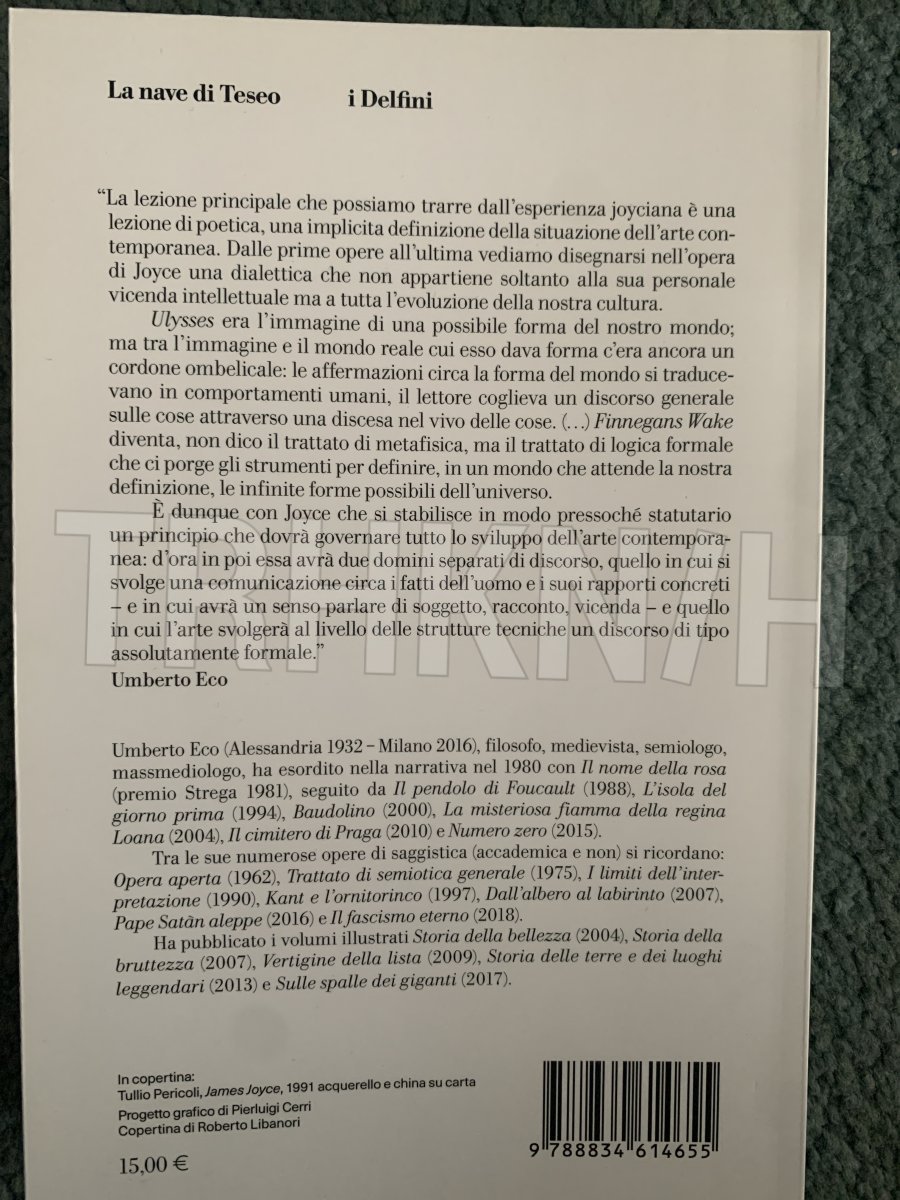 La nave di Teseo i Delfini
“La lezione principale che possiamo trarre dall’esperienza joyciana è una
lezione di poetica, una implicita definizione della situazione dell’arte con-
temporanea. Dalle prime opere all’ultima vediamo disegnarsi nell’opera
di Joyce una dialettica che non appartiene soltanto alla sua personale
vicenda intellettuale ma a tutta l’evoluzione della nostra cultura.
Ulysses era l’immagine di una possibile forma del nostro mondo;
ma tra l’immagine e il mondo reale cui esso dava forma c’era ancora un
cordone ombelicale: le affermazioni circa la forma del mondo si traduce-
vano in comportamenti umani, il lettore coglieva un discorso generale
sulle cose attraverso una discesa nel vivo delle cose. (…) Finnegans Wake
diventa, non dico il trattato di metafisica, ma il trattato di logica formale
che ci porge gli strumenti per definire, in un mondo che attende la nostra
definizione, le infinite forme possibili dell’universo.
È dunque con Joyce che si stabilisce in modo pressoché statutario
un principio che dovrà governare tutto lo sviluppo dell’arte contempora-
nea: d’ora in poi essa avrà due domini separati di discorso, quello in cui si
svolge una comunicazione circa i fatti dell’uomo e i suoi rapporti concreti
– e in cui avrà un senso parlare di soggetto, racconto, vicenda – e quello
in cui l’arte svolgerà al livello delle strutture tecniche un discorso di tipo
assolutamente formale.”
Umberto Eco
Umberto Eco (Alessandria 1932 – Milano 2016), filosofo, medievista, semiologo,
massmediologo, ha esordito nella narrativa nel 1980 con Il nome della rosa
(premio Strega 1981), seguito da Il pendolo di Foucault (1988), L’isola del
giorno prima (1994), Baudolino (2000), La misteriosa fiamma della regina
Loana (2004), Il cimitero di Praga (2010) e Numero zero (2015).
Tra le sue numerose opere di saggistica (accademica e non) si ricordano:
Opera aperta (1962), Trattato di semiotica generale (1975), I limiti dell’inter-
pretazione (1990), Kant e l’ornitorinco (1997), Dall’albero al labirinto (2007),
Pape Satàn aleppe (2016) e Il fascismo eterno (2018).
Ha pubblicato i volumi illustrati Storia della bellezza (2004), Storia della
bruttezza (2007), Vertigine della lista (2009), Storia delle terre e dei luoghi
leggendari (2013) e Sulle spalle dei giganti (2017).
In copertina:
Tullio Pericoli, James Joyce, 1991 acquerello e china su carta
Progetto grafico di Pierluigi Cerri
Copertina di Roberto Libanori
15,00 €
9 788834 614655